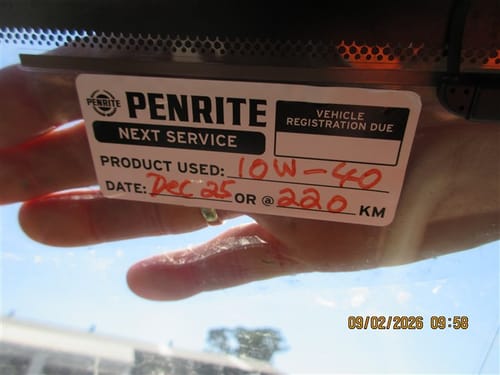 PENRITE PENRITE
NEXT SERVICE
VEHICLE
REGISTRATION DUE
PRODUCT USED: 10W-40
DATE: Dec 25 OR @ 220 KM
09/02/2026 09:58